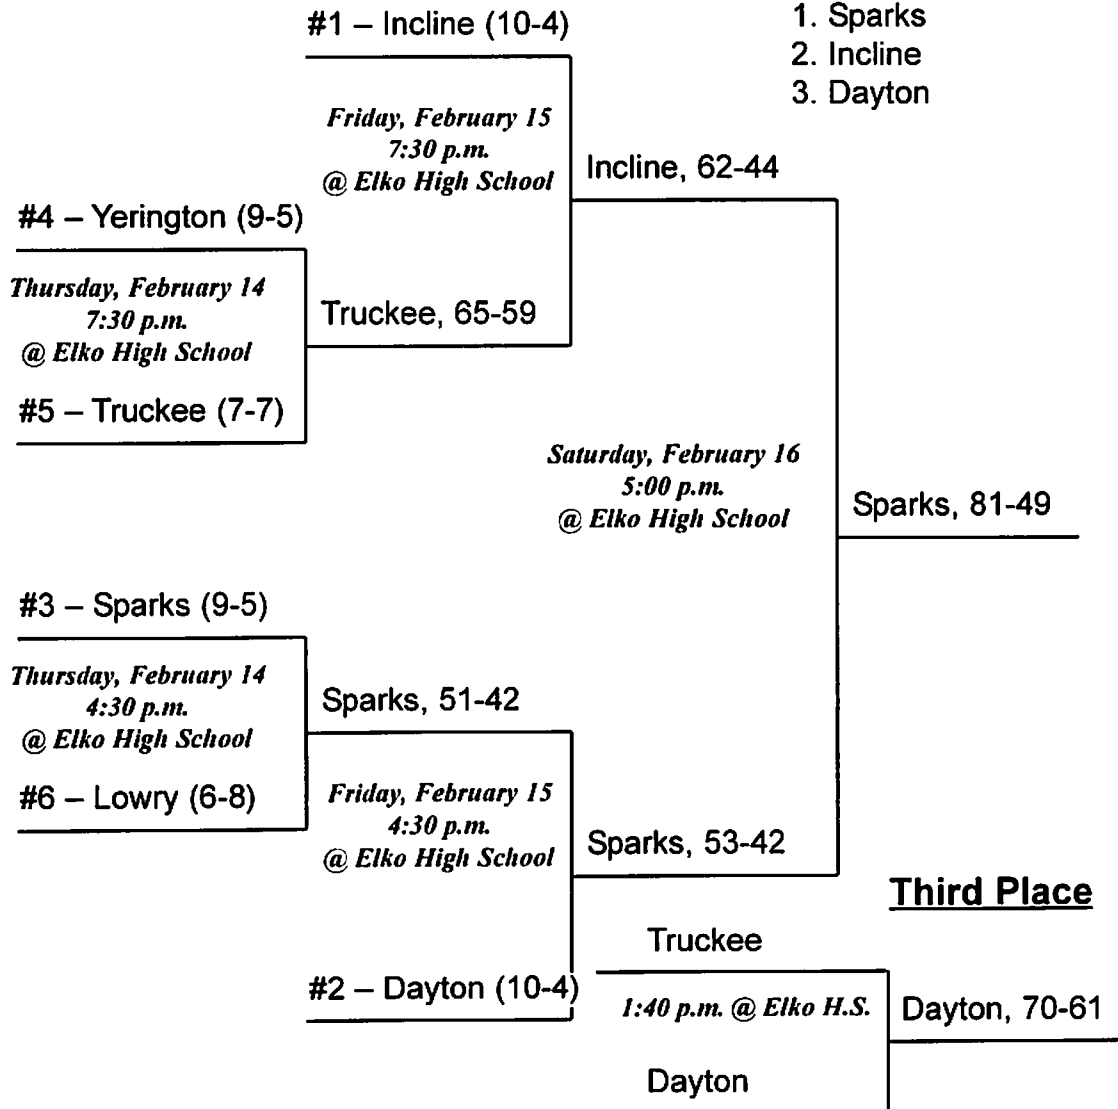 #1 – Incline (10-4)
1. Sparks
2. Incline
3. Dayton
Friday, February 15
7:30 p.m.
@ Elko High School
Incline, 62-44
#4 – Yerington (9-5)
Thursday, February 14
7:30 p.m.
@ Elko High School
Truckee, 65-59
#5 – Truckee (7-7)
Saturday, February 16
5:00 p.m.
@ Elko High School
Sparks, 81-49
#3 – Sparks (9-5)
Thursday, February 14
4:30 p.m.
@ Elko High School
Sparks, 51-42
#6 – Lowry (6-8)
Friday, February 15
4:30 p.m.
@ Elko High School
Sparks, 53-42
#2 – Dayton (10-4)
Third Place
Truckee
1:40 p.m. @ Elko H.S.
Dayton, 70-61
Dayton